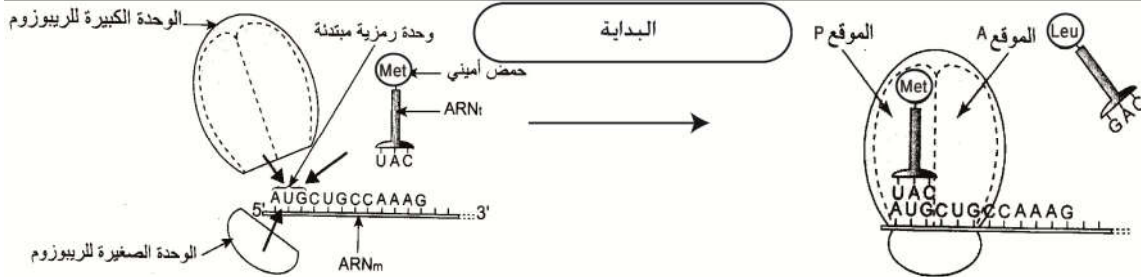 الوحدة الكبيرة للريبوزوم
وحدة رمزية مبتدئة
البداية
الموقع P
الموقع A
Leu
GAC
Met
حمض أميني
ARNt
UAC
AUGCUGCCAAAG
5'
3'
ARNm
الوحدة الصغيرة للريبوزوم
Met
UAC
AUGCUGCCAAAG